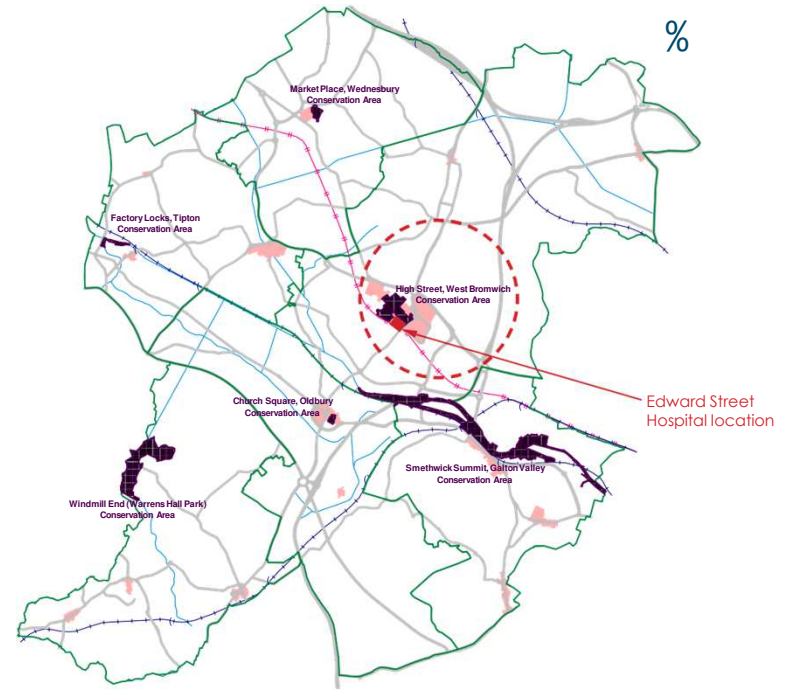 %
Market Place, Wednesbury
Conservation Area
Factory Locks, Tipton
Conservation Area
High Street, West Bromwich
Conservation Area
Edward Street
Hospital location
Church Square, Oldbury
Conservation Area
Smethwick Summit, Galton Valley
Conservation Area
Windmill End (Warrens Hall Park)
Conservation Area